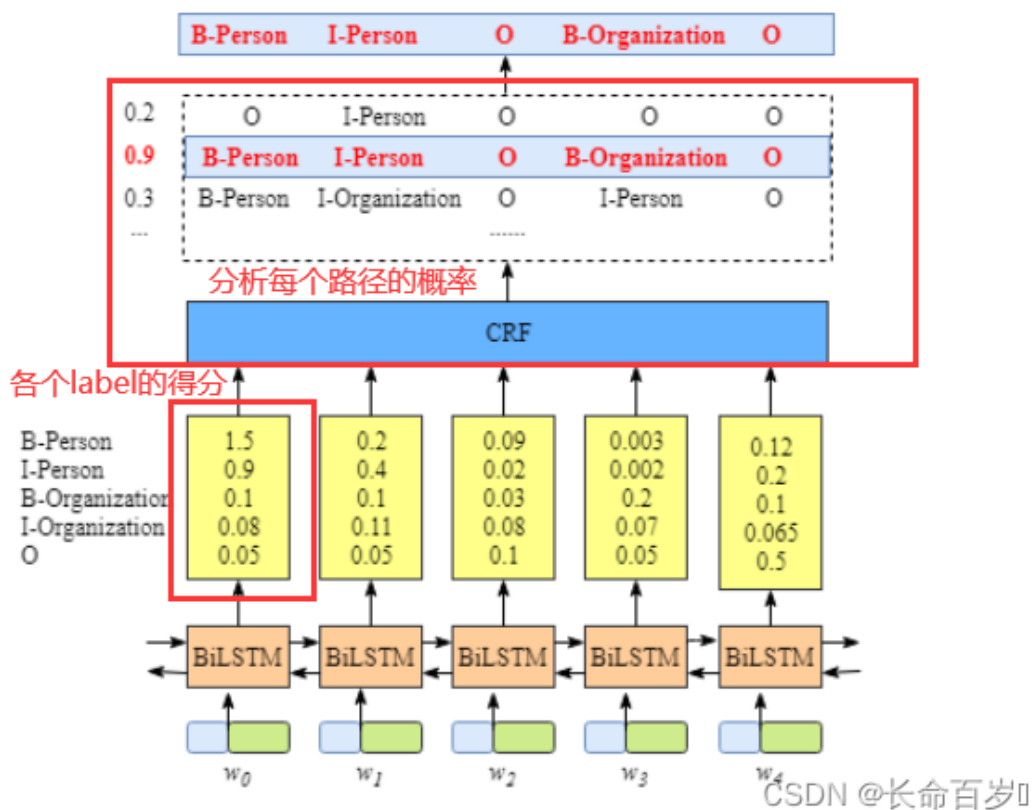 B-Person I-Person O B-Organization O
0.2 O I-Person O O O
0.9 B-Person I-Person O B-Organization O
0.3 B-Person I-Organization O I-Person O
... ......
分析每个路径的概率
CRF
各个label的得分
B-Person 1.5 0.2 0.09 0.003 0.12
I-Person 0.9 0.4 0.02 0.002 0.2
B-Organization 0.1 0.1 0.03 0.2 0.1
I-Organization 0.08 0.11 0.08 0.07 0.065
O 0.05 0.05 0.1 0.05 0.5
BiLSTM BiLSTM BiLSTM BiLSTM BiLSTM
w0 w1 w2 w3 w4
CSDN @长命百岁